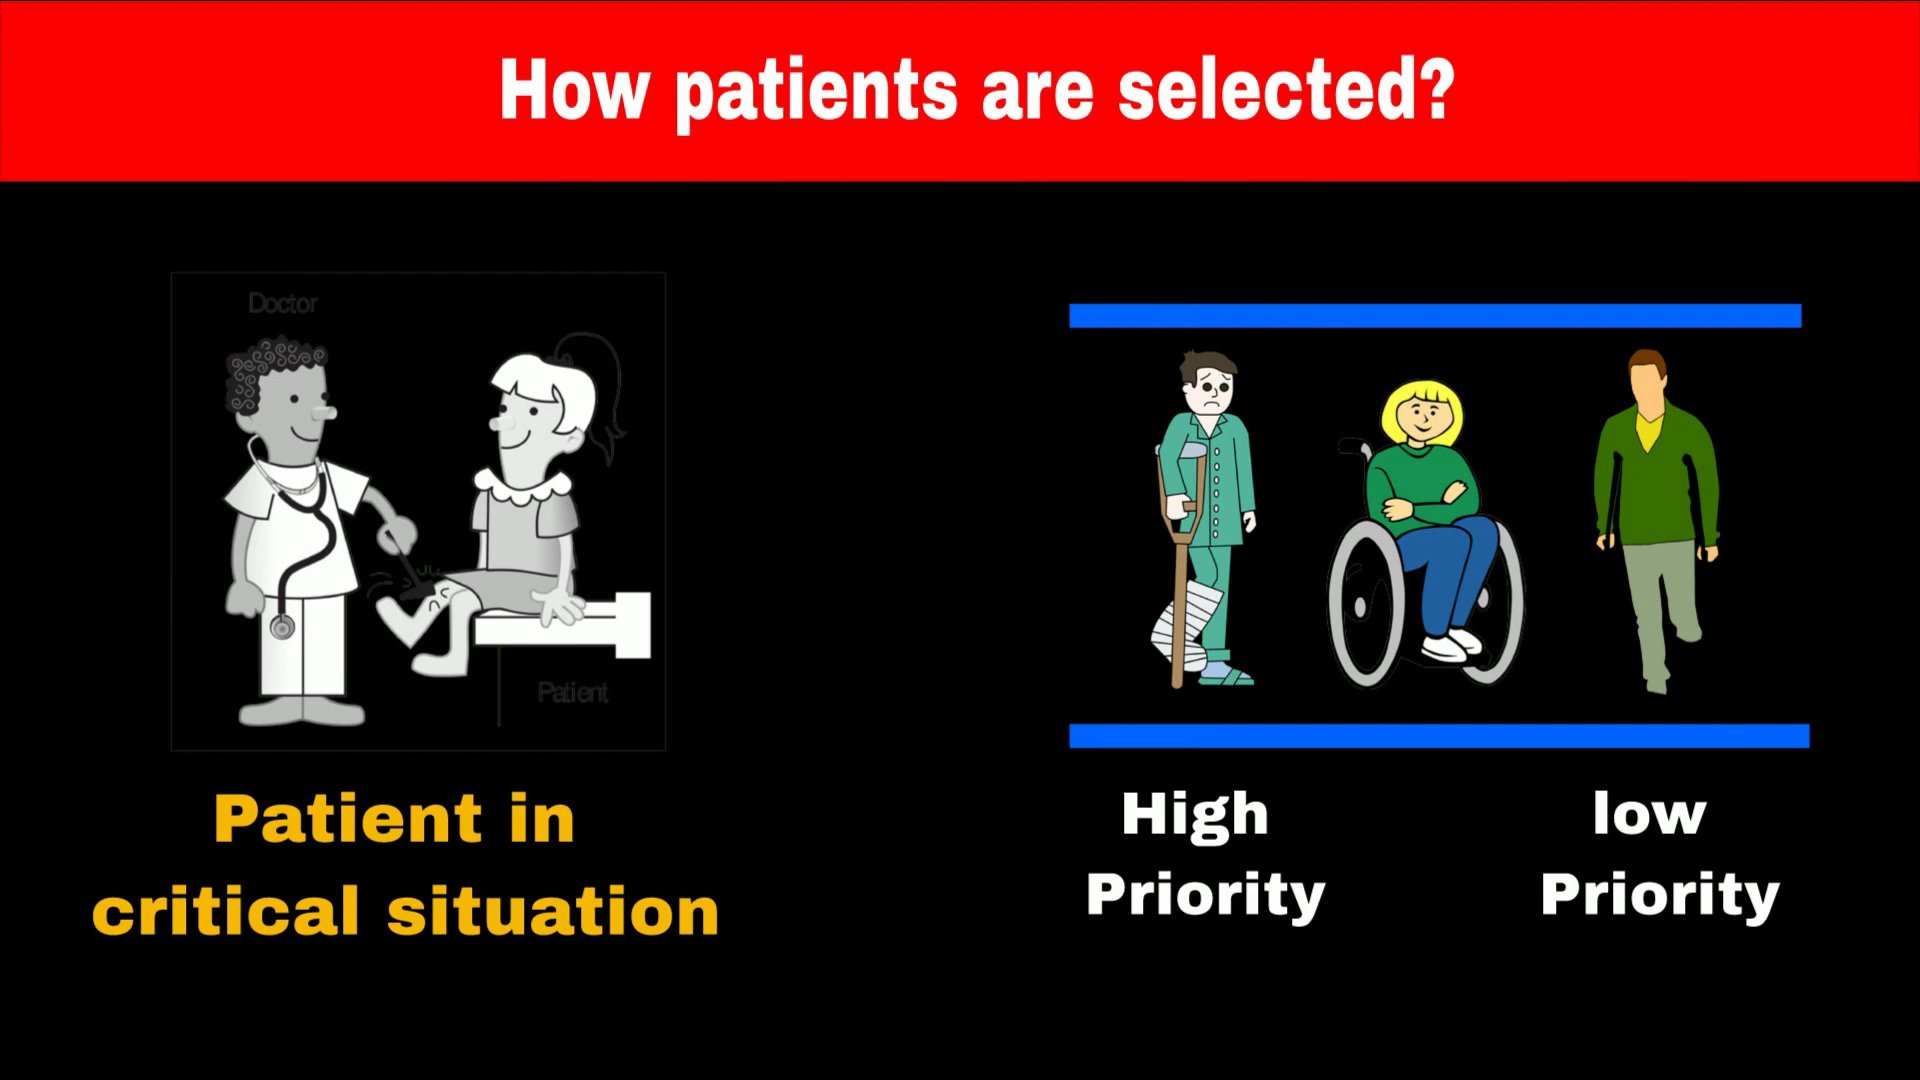 How patients are selected?
Doctor
Patient
Patient in
critical situation
High
Priority
low
Priority